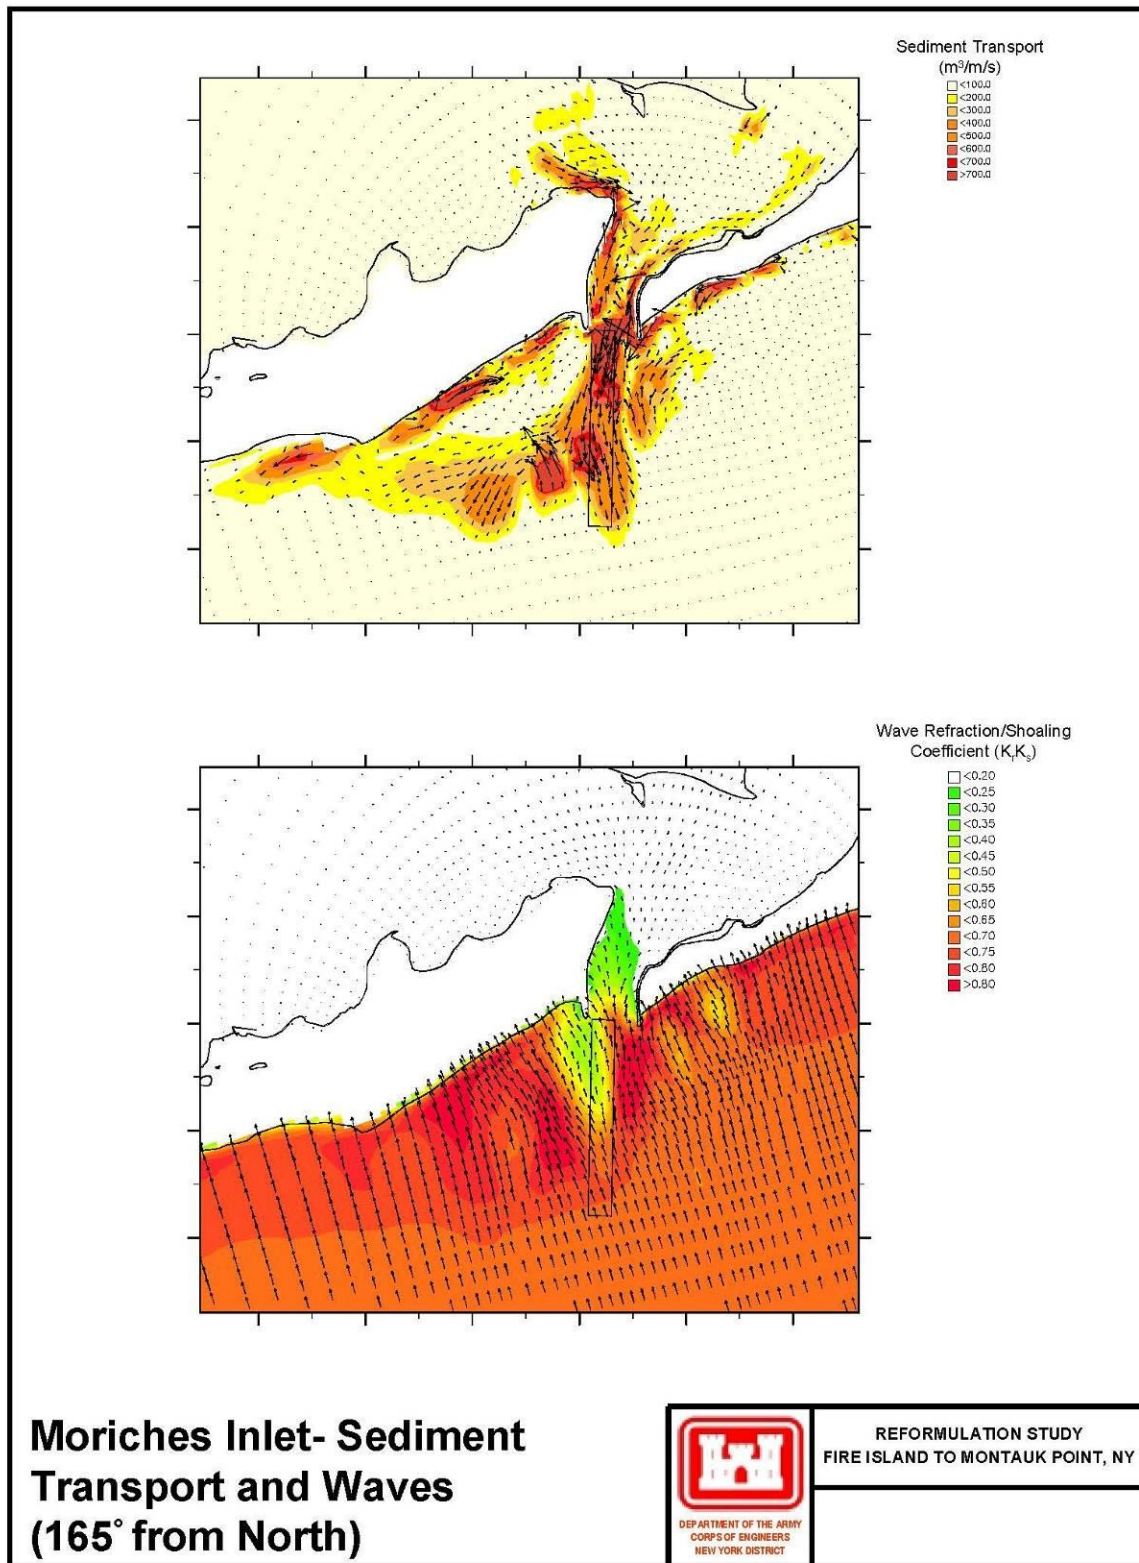 Sediment Transport
(m³/m/s)
<100.0
<200.0
<300.0
<400.0
<500.0
<600.0
<700.0
>700.0
Wave Refraction/Shoaling
Coefficient (KᵣKₛ)
<0.20
<0.25
<0.30
<0.35
<0.40
<0.45
<0.50
<0.55
<0.60
<0.65
<0.70
<0.75
<0.80
>0.80
Moriches Inlet- Sediment
Transport and Waves
(165° from North)
DEPARTMENT OF THE ARMY
CORPS OF ENGINEERS
NEW YORK DISTRICT
REFORMULATION STUDY
FIRE ISLAND TO MONTAUK POINT, NY